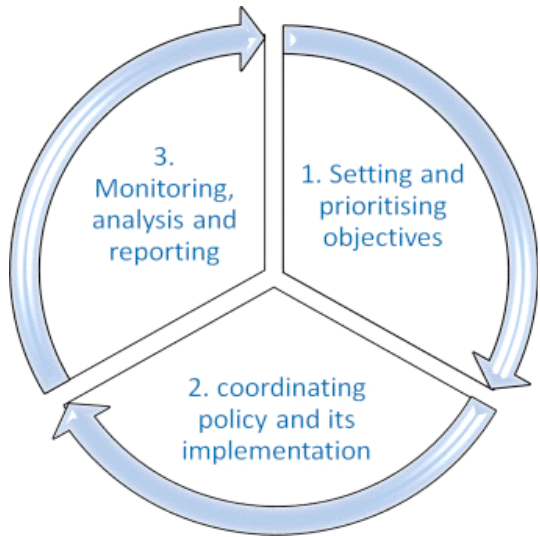 1. Setting and
prioritising
objectives
2. coordinating
policy and its
implementation
3.
Monitoring,
analysis and
reporting